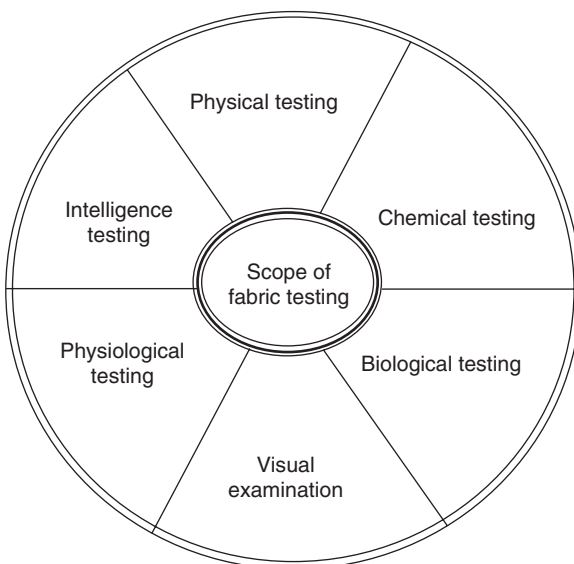 Physical testing
Chemical testing
Biological testing
Visual
examination
Physiological
testing
Intelligence
testing
Scope of
fabric testing